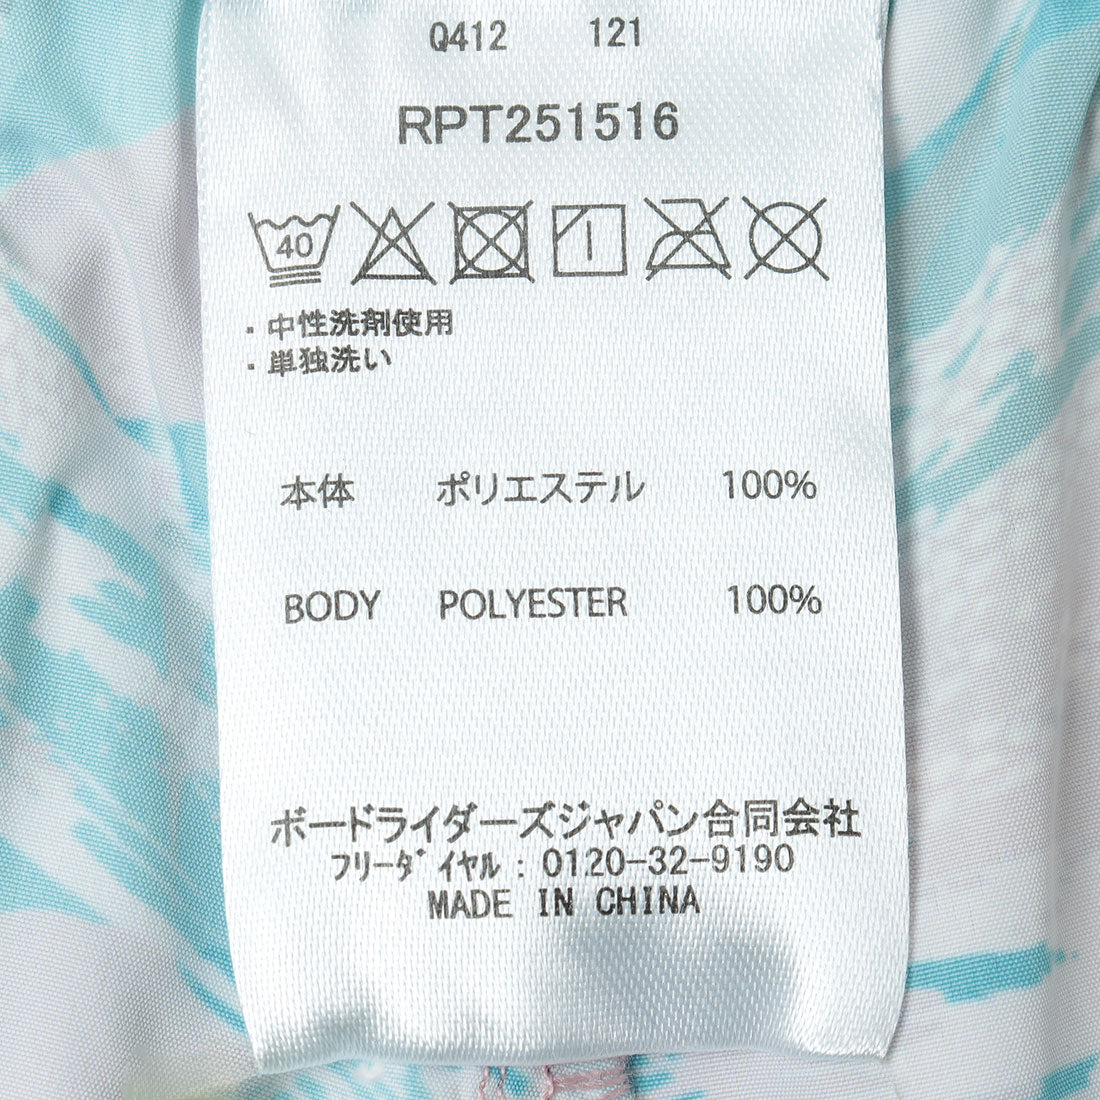 Q412 121
RPT251516
40
・中性洗剤使用
・単独洗い
本体 ポリエステル 100%
BODY POLYESTER 100%
ボードライダーズジャパン合同会社
フリーダイヤル : 0120-32-9190
MADE IN CHINA